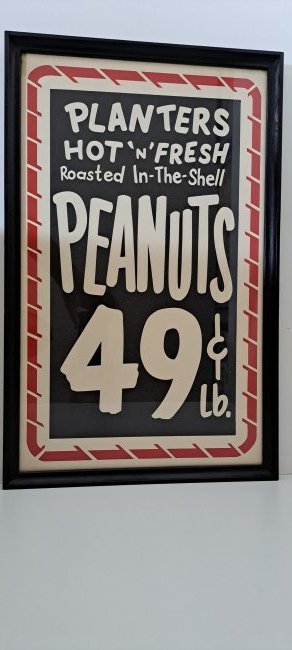 PLANTERS
HOT 'N' FRESH
Roasted In-The-Shell
PEANUTS
49¢
Lb.